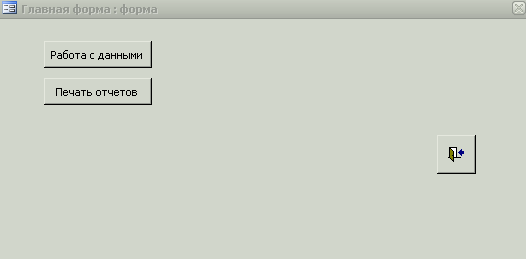 Главная форма : форма
Работа с данными
Печать отчетов